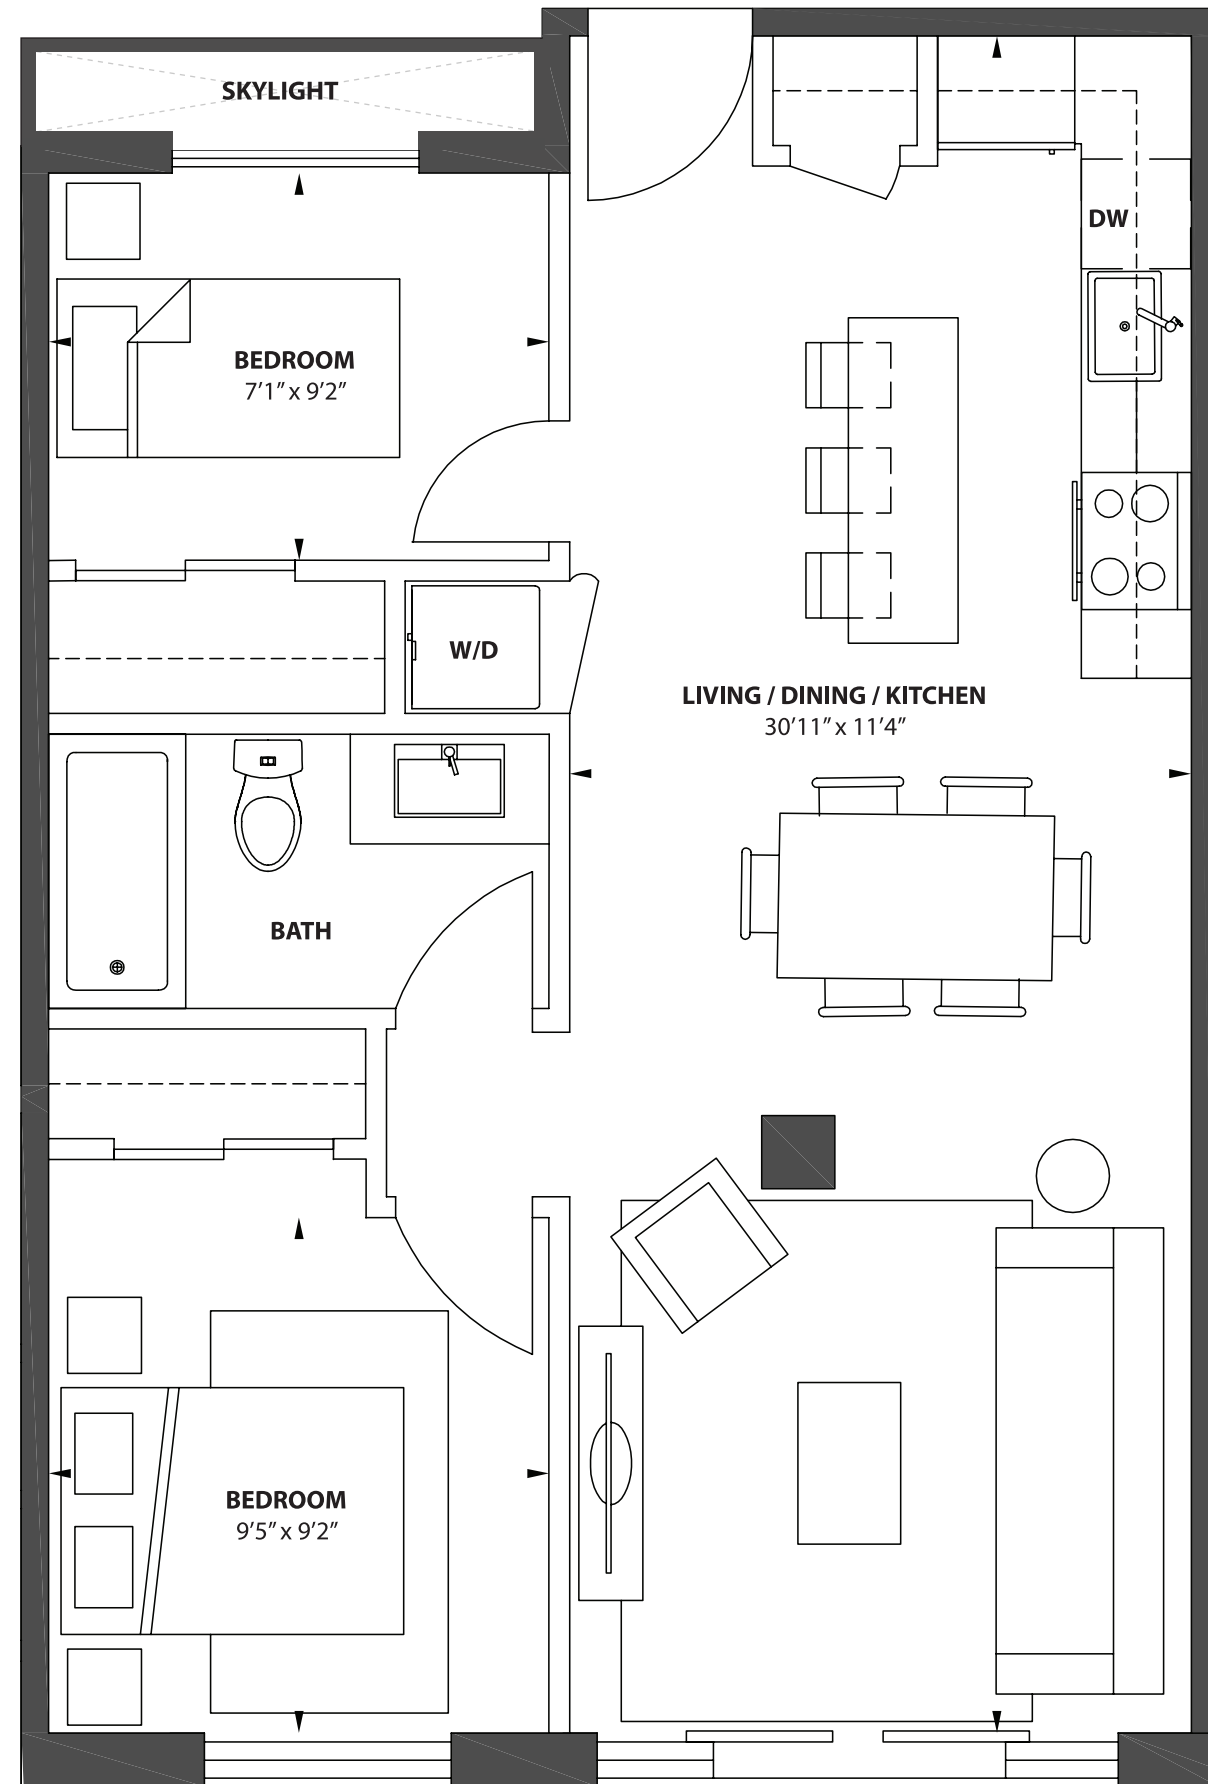 SKYLIGHT
DW
BEDROOM
7’1” x 9’2”
W/D
LIVING / DINING / KITCHEN
30’11” x 11’4”
BATH
BEDROOM
9’5” x 9’2”